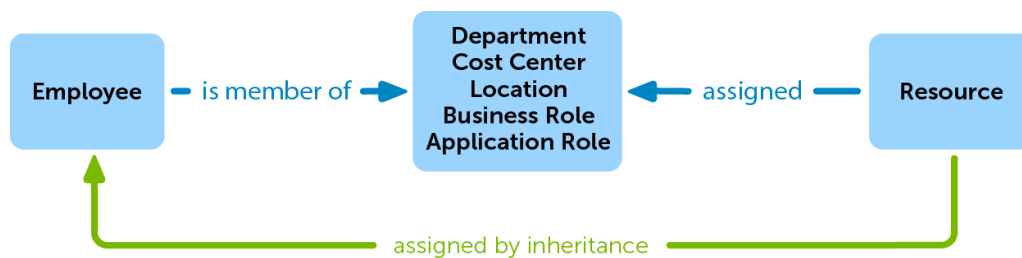 Employee
is member of
Department
Cost Center
Location
Business Role
Application Role
assigned
Resource
assigned by inheritance